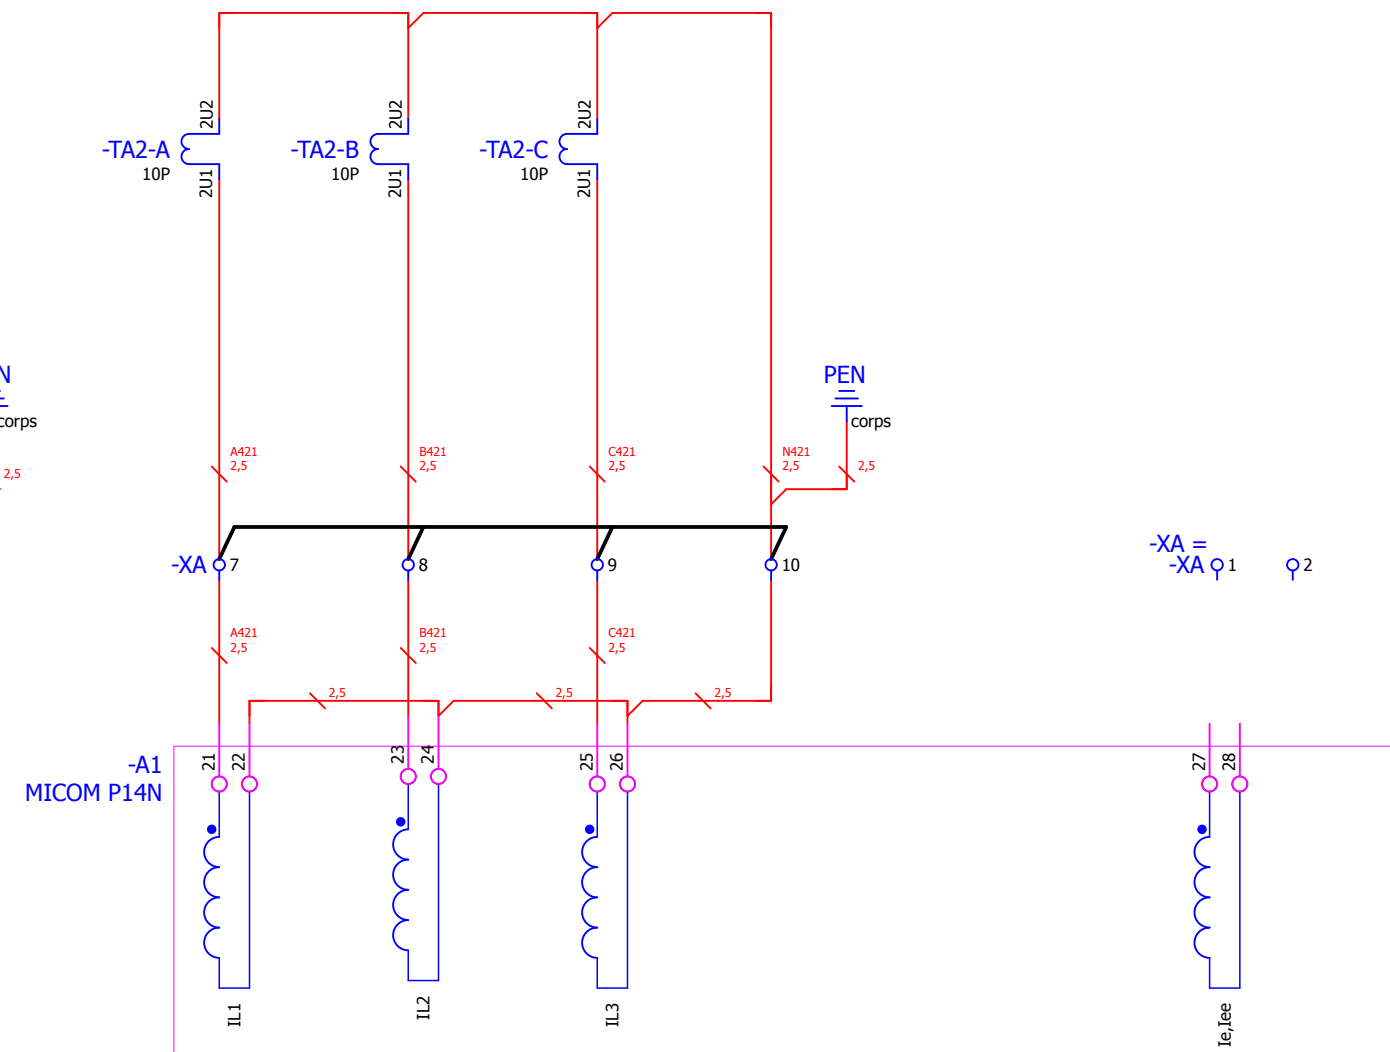 2U2
2U2
2U2
-TA2-A
10P
-TA2-B
10P
-TA2-C
10P
2U1
2U1
2U1
N
corps
2,5
PEN
corps
A421
2,5
B421
2,5
C421
2,5
N421
2,5
2,5
-XA
7
8
9
10
-XA =
-XA
1
2
A421
2,5
B421
2,5
C421
2,5
2,5
2,5
2,5
-A1
MICOM P14N
21
22
23
24
25
26
27
28
IL1
IL2
IL3
Ie,Iee